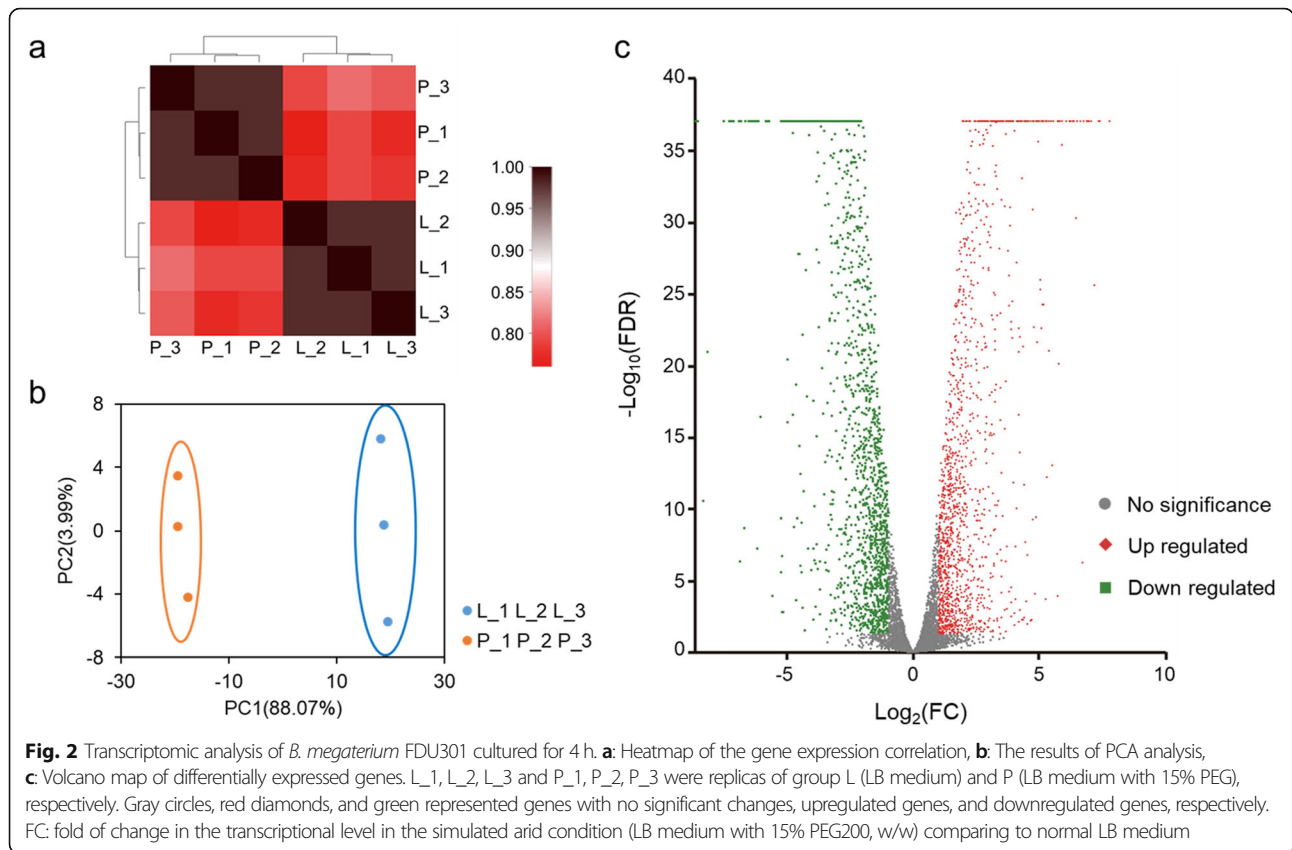 a
P_3
P_1
P_2
L_2
L_1
L_3
P_3 P_1 P_2 L_2 L_1 L_3
1.00
0.95
0.90
0.85
0.80
b
8
4
0
-4
-8
PC2(3.99%)
-30 -10 10 30
PC1(88.07%)
L_1 L_2 L_3
P_1 P_2 P_3
c
40
35
30
25
20
15
10
5
0
-Log10(FDR)
-5 0 5 10
Log2(FC)
No significance
Up regulated
Down regulated
Fig. 2 Transcriptomic analysis of B. megaterium FDU301 cultured for 4 h. a: Heatmap of the gene expression correlation, b: The results of PCA analysis,
c: Volcano map of differentially expressed genes. L_1, L_2, L_3 and P_1, P_2, P_3 were replicas of group L (LB medium) and P (LB medium with 15% PEG),
respectively. Gray circles, red diamonds, and green represented genes with no significant changes, upregulated genes, and downregulated genes, respectively.
FC: fold of change in the transcriptional level in the simulated arid condition (LB medium with 15% PEG200, w/w) comparing to normal LB medium